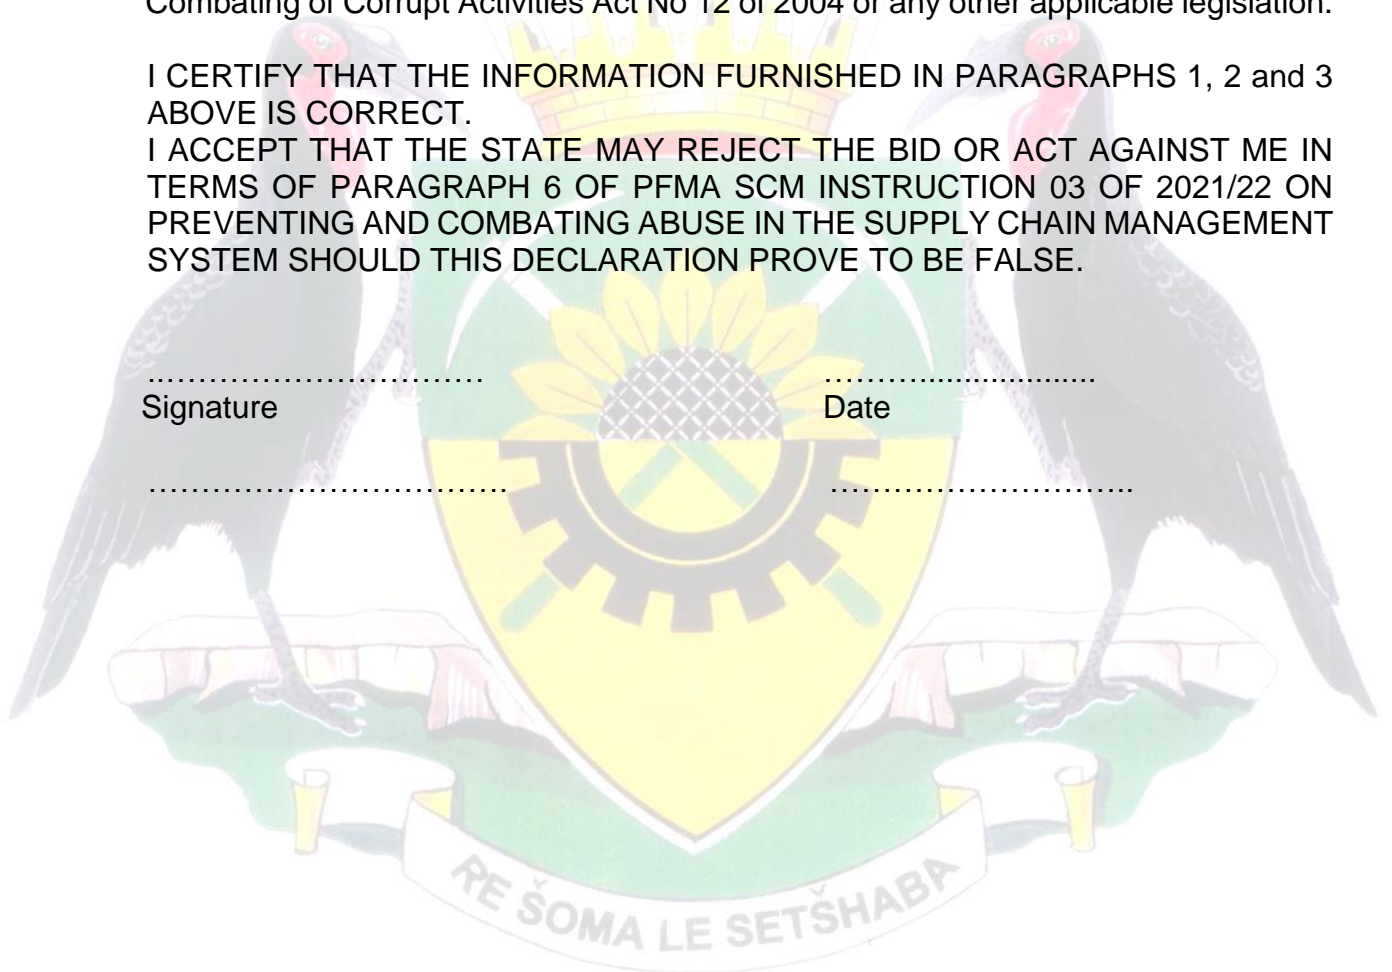 Combating of Corrupt Activities Act No 12 of 2004 or any other applicable legislation.
I CERTIFY THAT THE INFORMATION FURNISHED IN PARAGRAPHS 1, 2 and 3
ABOVE IS CORRECT.
I ACCEPT THAT THE STATE MAY REJECT THE BID OR ACT AGAINST ME IN
TERMS OF PARAGRAPH 6 OF PFMA SCM INSTRUCTION 03 OF 2021/22 ON
PREVENTING AND COMBATING ABUSE IN THE SUPPLY CHAIN MANAGEMENT
SYSTEM SHOULD THIS DECLARATION PROVE TO BE FALSE.
..………………………… ………...................
Signature Date
……………………………. ………………………..
RE ŠOMA LE SETŠHABA